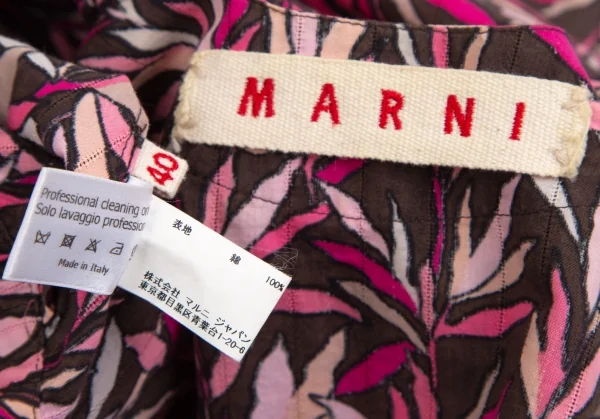 MARNI
40
Professional cleaning on
Solo lavaggio profession
Made in Italy
表地 綿 100%
株式会社 マルニ ジャパン
東京都目黒区青葉台1-20-6